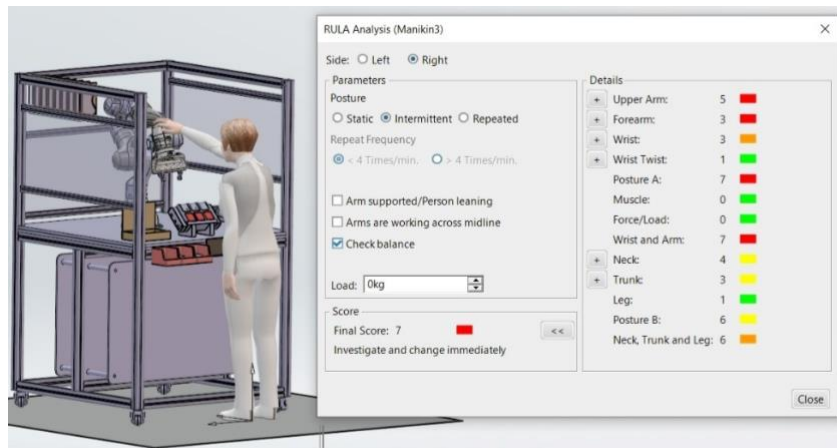 RULA Analysis (Manikin3)
Side: Left Right
Parameters
Posture
Static Intermittent Repeated
Repeat Frequency
< 4 Times/min. > 4 Times/min.
Arm supported/Person leaning
Arms are working across midline
Check balance
Load: 0kg
Score
Final Score: 7 <<
Investigate and change immediately
Details
+ Upper Arm: 5
+ Forearm: 3
+ Wrist: 3
+ Wrist Twist: 1
Posture A: 7
Muscle: 0
Force/Load: 0
Wrist and Arm: 7
+ Neck: 4
+ Trunk: 3
Leg: 1
Posture B: 6
Neck, Trunk and Leg: 6
Close